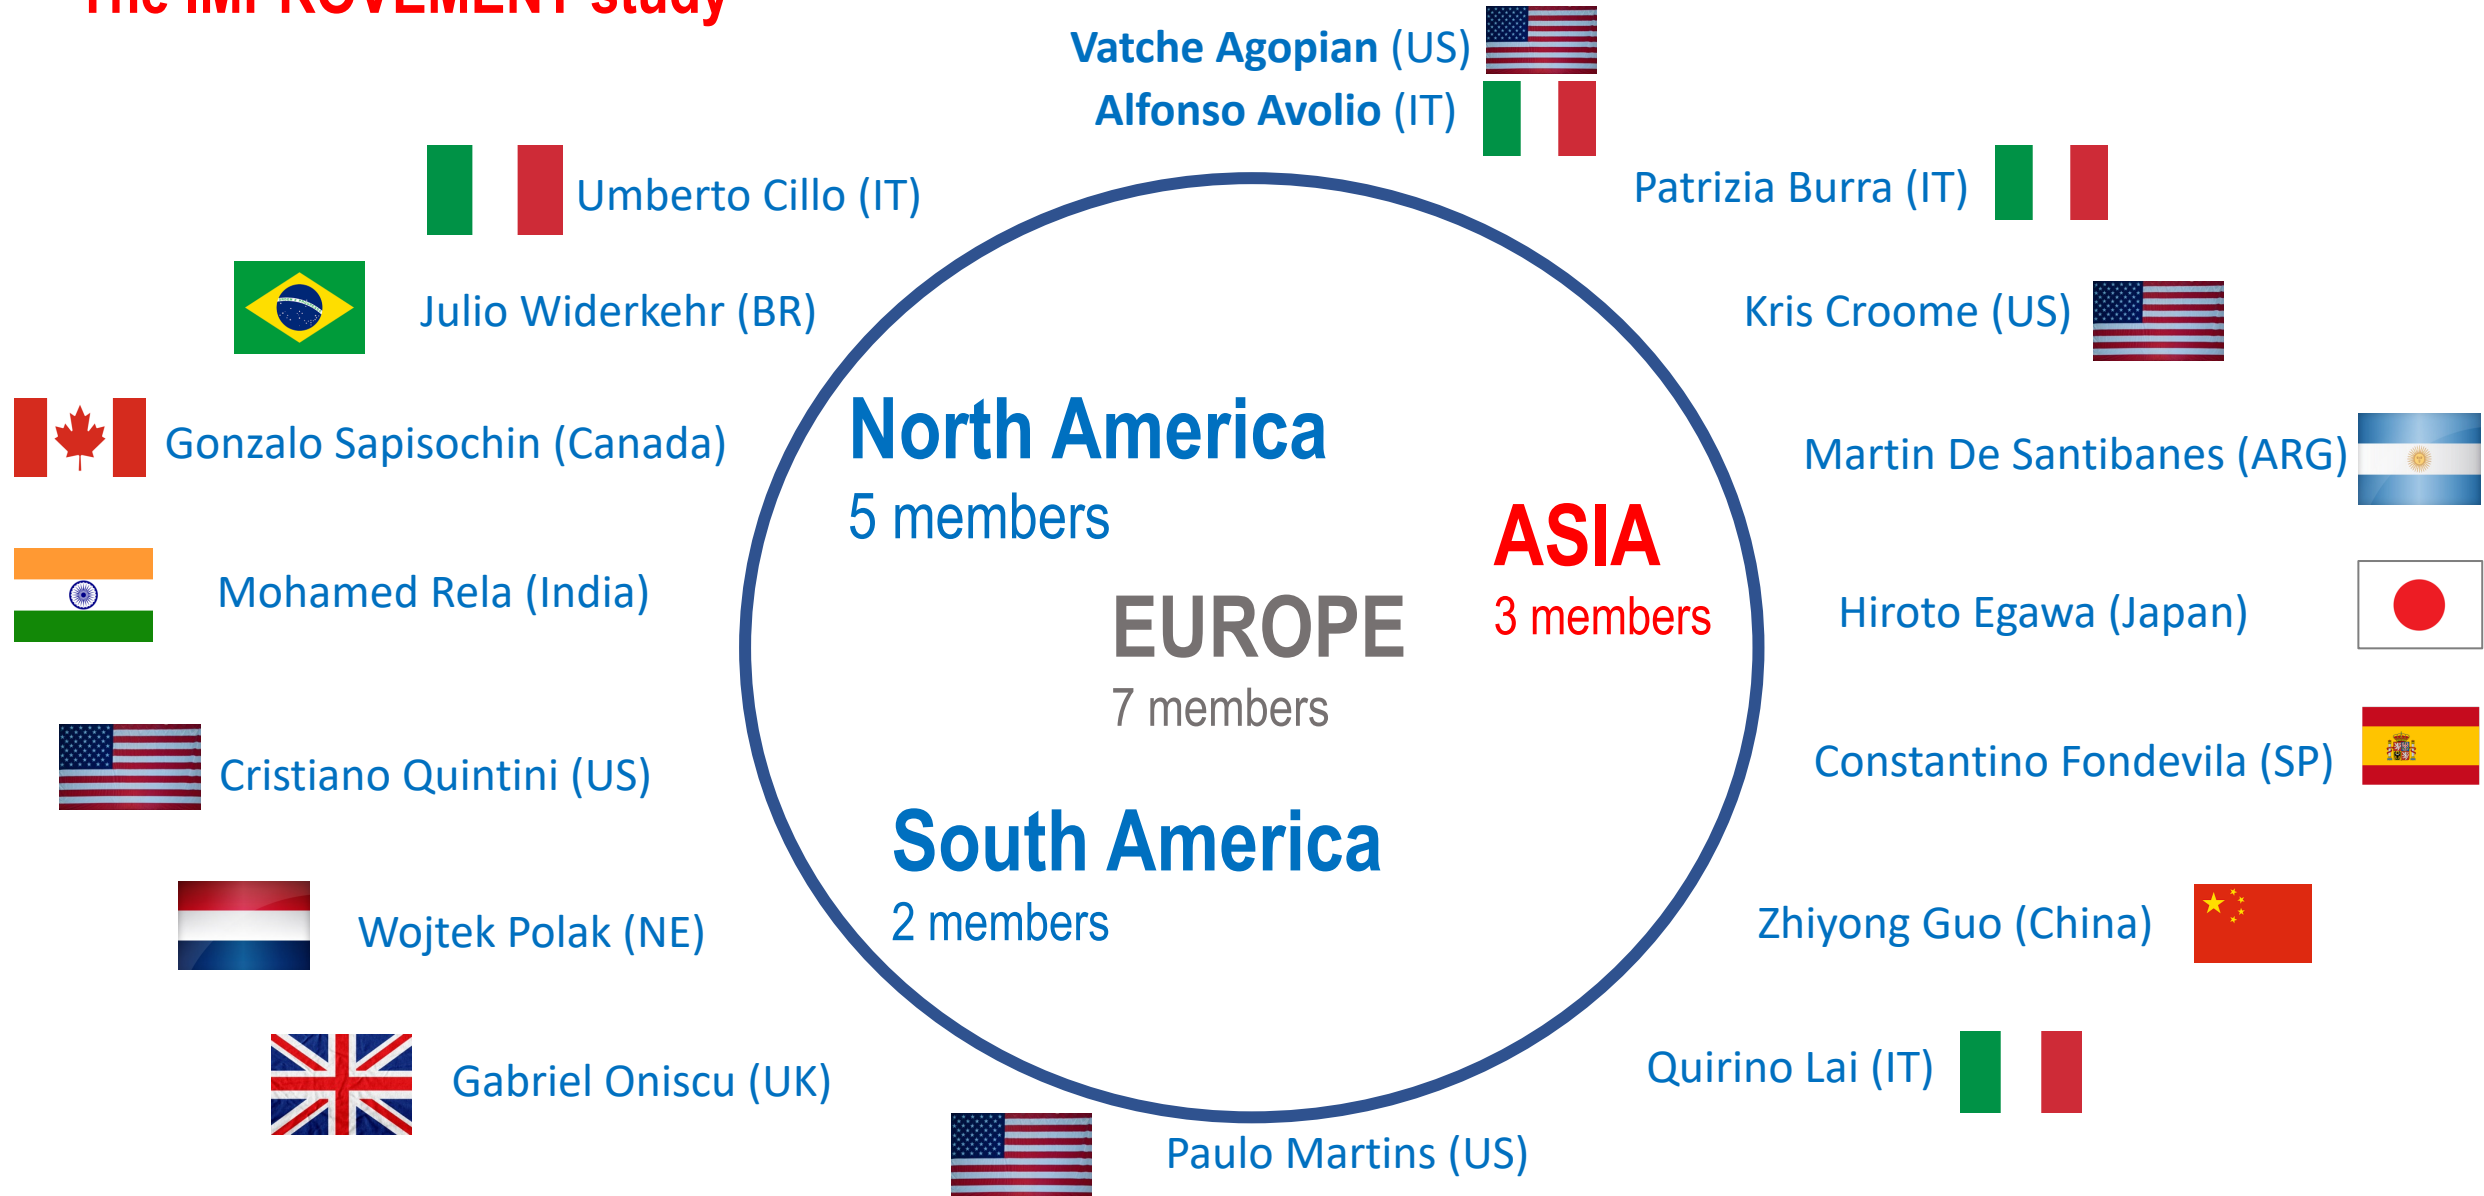 The IMPROVEMENT study
Vatche Agopian (US)
Alfonso Avolio (IT)
Umberto Cillo (IT)
Patrizia Burra (IT)
Julio Widerkehr (BR)
Kris Croome (US)
Gonzalo Sapisochin (Canada)
Martin De Santibanes (ARG)
North America
5 members
ASIA
3 members
EUROPE
7 members
South America
2 members
Mohamed Rela (India)
Hiroto Egawa (Japan)
Cristiano Quintini (US)
Constantino Fondevila (SP)
Wojtek Polak (NE)
Zhiyong Guo (China)
Gabriel Oniscu (UK)
Quirino Lai (IT)
Paulo Martins (US)